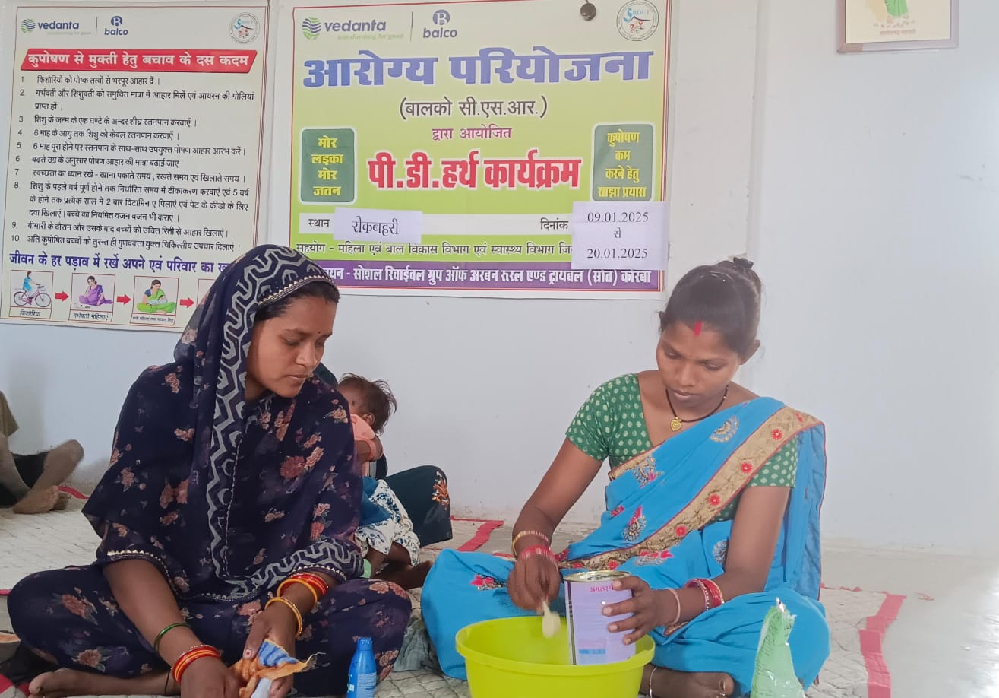 vedanta
transforming for good
balco
कुपोषण से मुक्ती हेतु बचाव के दस कदम
1 किशोरियों को पोष्क तत्वों से भरपूर आहार दें ।
2. गर्भवती और शिशुवती को समुचित मात्रा में आहार मिलें एवं आयरन की गोलियां
प्राप्त हों ।
3 शिशु के जन्म के एक घण्टे के अन्दर शीघ्र स्तनपान करवाएँ ।
4 6 माह के आयु तक शिशु को केवल स्तनपान करवाएँ ।
5. 6 माह पूरा होने पर स्तनपान के साथ-साथ उपयुक्त पोषण आहार आरंभ करें ।
6. बढ़ते उम्र के अनुसार पोषण आहार की मात्रा बढ़ाई जाए ।
7 स्वच्छता का ध्यान रखें - खाना पकाते समय , रखते समय एवं खिलाते समय ।
8. शिशु के पहले वर्ष पूर्ण होने तक निर्धारित समय में टीकाकरण करवाएं एवं 5 वर्ष
के होने तक प्रत्येक साल मे 2 बार विटामिन ए पिलाएं एवं पेट के कीडो के लिए
दवा खिलाएं । बच्चे का नियमित वजन वजन भी कराएं ।
9. बीमारी के दौरान और उसके बाद बच्चों को उचित रिती से आहार खिलाएं ।
10 अति कुपोषित बच्चों को तुरन्त ही गुणवत्ता युक्त चिकित्सीय उपचार दिलाएं ।
जीवन के हर पड़ाव में रखें अपने एवं परिवार का
किशोरियां
गर्भवती महिलाएं
vedanta
transforming for good
balco
SROUT
आरोग्य परियोजना
(बालको सी.एस.आर.)
द्वारा आयोजित
मोर
लइका
मोर
जतन
पी.डी.हर्थ कार्यक्रम
कुपोषण
कम
करने हेतु
साझा प्रयास
स्थान रोकबहरी दिनांक 09.01.2025
से
20.01.2025
सहयोग - महिला एवं बाल विकास विभाग एवं स्वास्थ्य विभाग
सोशल रिवाईवल ग्रुप ऑफ अरबन रूरल एण्ड ट्रायबल (स्रोत) कोरबा